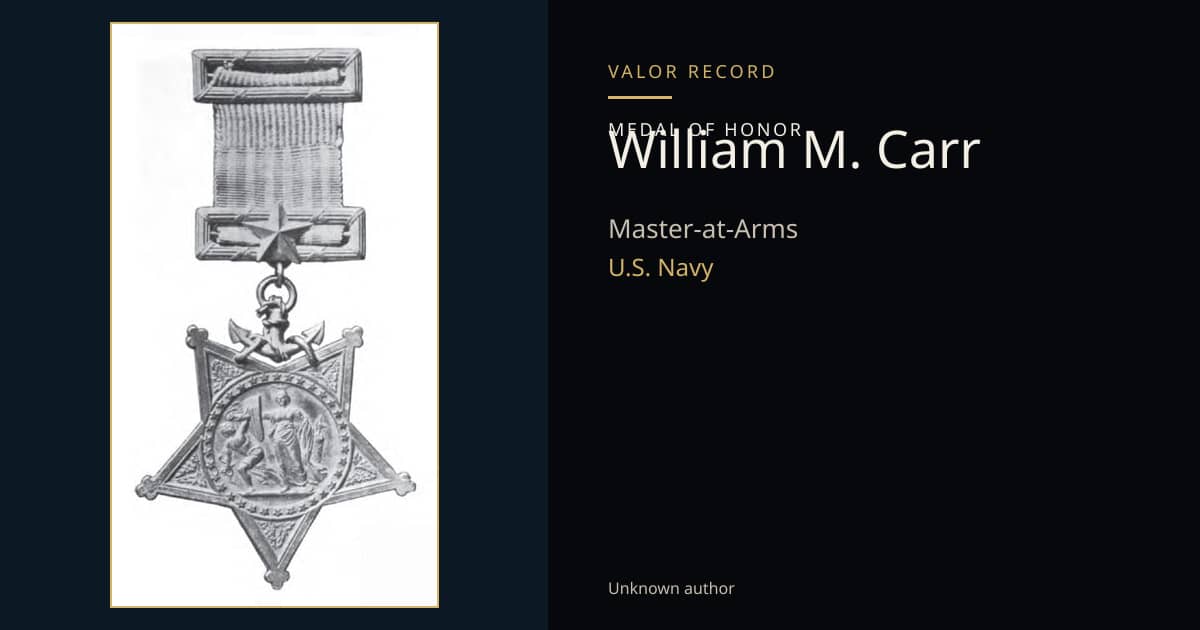 VALOR RECORD
MEDAL OF HONOR
William M. Carr
Master-at-Arms
U.S. Navy
Unknown author